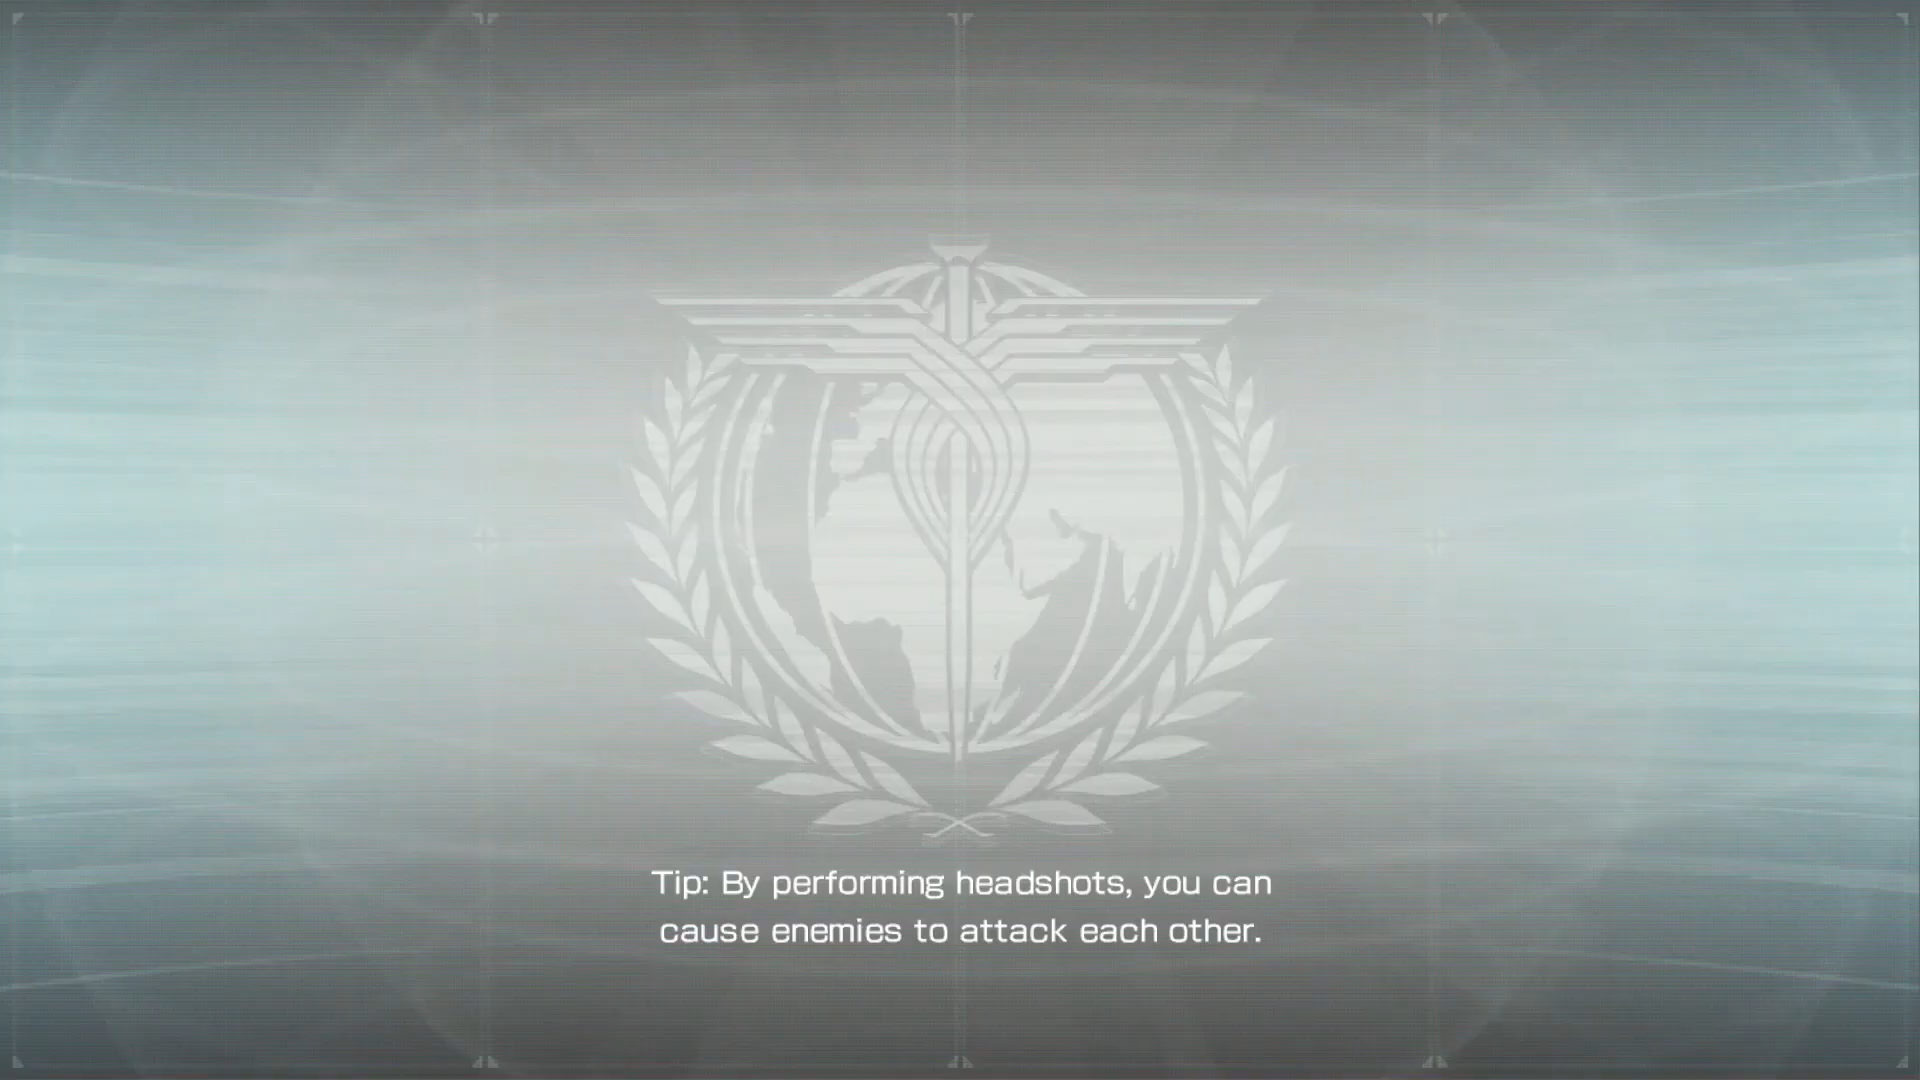 Tip: By performing headshots, you can
cause enemies to attack each other.